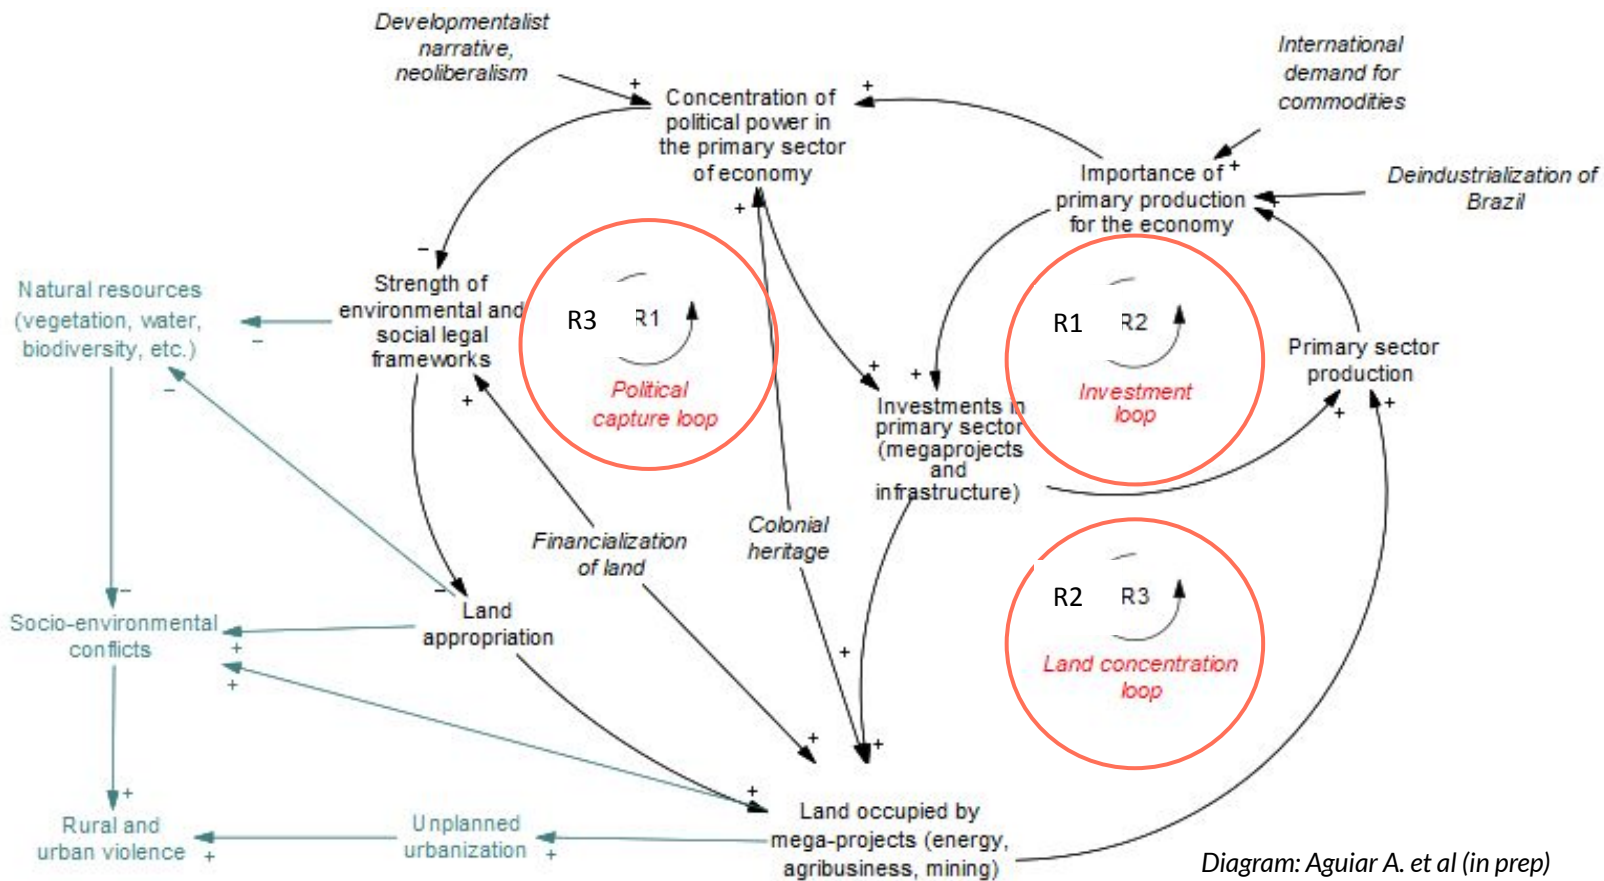 Developmentalist
narrative,
neoliberalism
+
Concentration of
political power in
the primary sector
of economy
+
+
International
demand for
commodities
+
Importance of
primary production
for the economy
+
Deindustrialization of
Brazil
−
Strength of
environmental and
social legal
frameworks
+
Natural resources
(vegetation, water,
biodiversity, etc.)
−
−
R3
R1
Political
capture loop
R1
R2
Investment
loop
Primary sector
production
+
+
+
+
Investments in
primary sector
(megaprojects
and
infrastructure)
Financialization
of land
Colonial
heritage
R2
R3
Land concentration
loop
−
Socio-environmental
conflicts
+
+
−
Land
appropriation
+
+
+
+
Land occupied by
mega-projects (energy,
agribusiness, mining)
Unplanned
urbanization
+
+
Rural and
urban violence
+
Diagram: Aguiar A. et al (in prep)